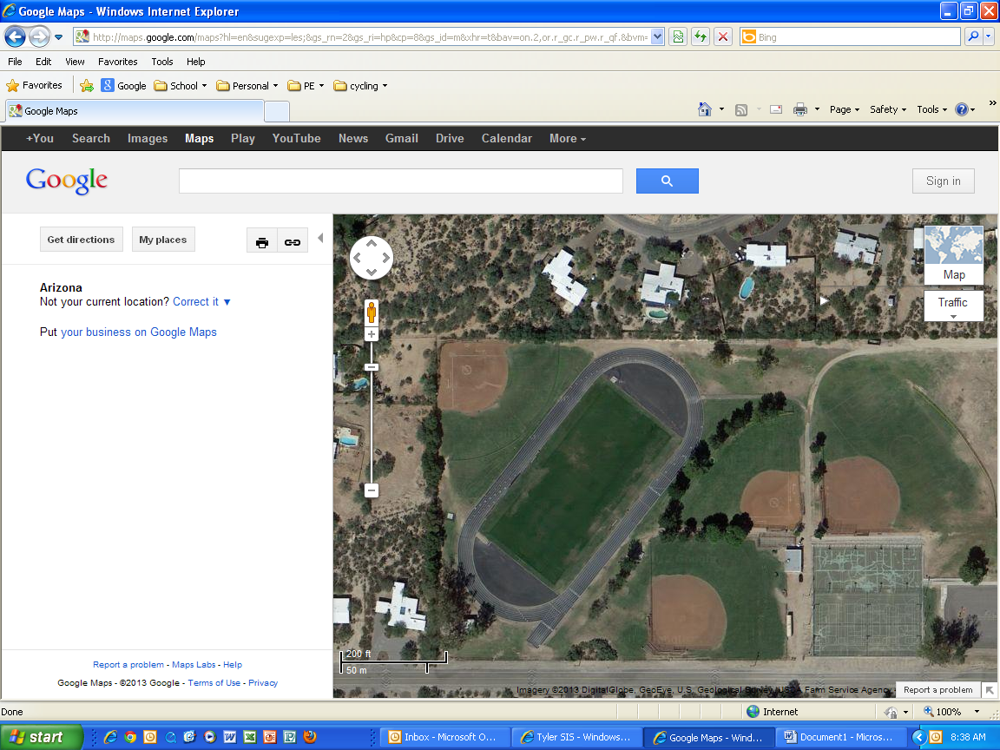 Google Maps - Windows Internet Explorer
http://maps.google.com/maps?hl=en&sugexp=les;&gs_rn=2&gs_ri=hp&cp=8&gs_id=m&xhr=t&bav=on.2,or.r_gc.r_pw.r_qf.&bvm=
Bing
File Edit View Favorites Tools Help
Favorites Google School Personal PE cycling
Google Maps
Page Safety Tools
+You Search Images Maps Play YouTube News Gmail Drive Calendar More
Google
Sign in
Get directions My places
Map
Traffic
Arizona
Not your current location? Correct it ▼
Put your business on Google Maps
200 ft
50 m
Report a problem - Maps Labs - Help
Google Maps - ©2013 Google - Terms of Use - Privacy
Imagery ©2013 DigitalGlobe, GeoEye, U.S. Geological Survey, USDA Farm Service Agency
Report a problem
Done
Internet
100%
start
Inbox - Microsoft O...
Tyler SIS - Windows...
Google Maps - Wind...
Document1 - Micros...
8:38 AM